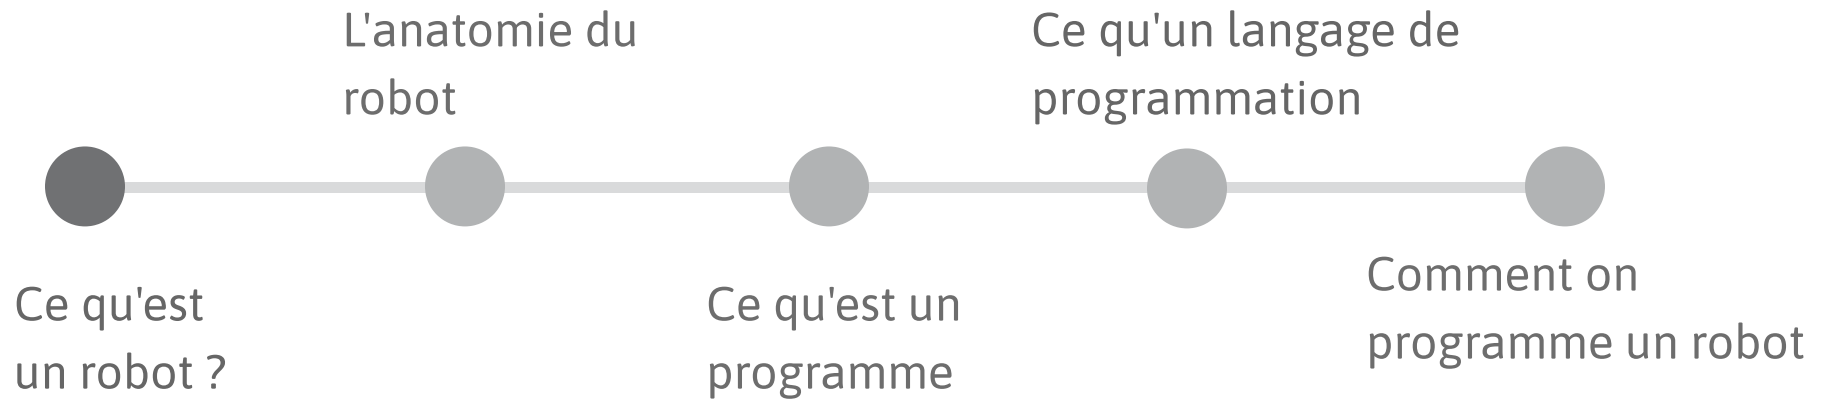 L'anatomie du
robot
Ce qu'un langage de
programmation
Ce qu'est
un robot ?
Ce qu'est un
programme
Comment on
programme un robot